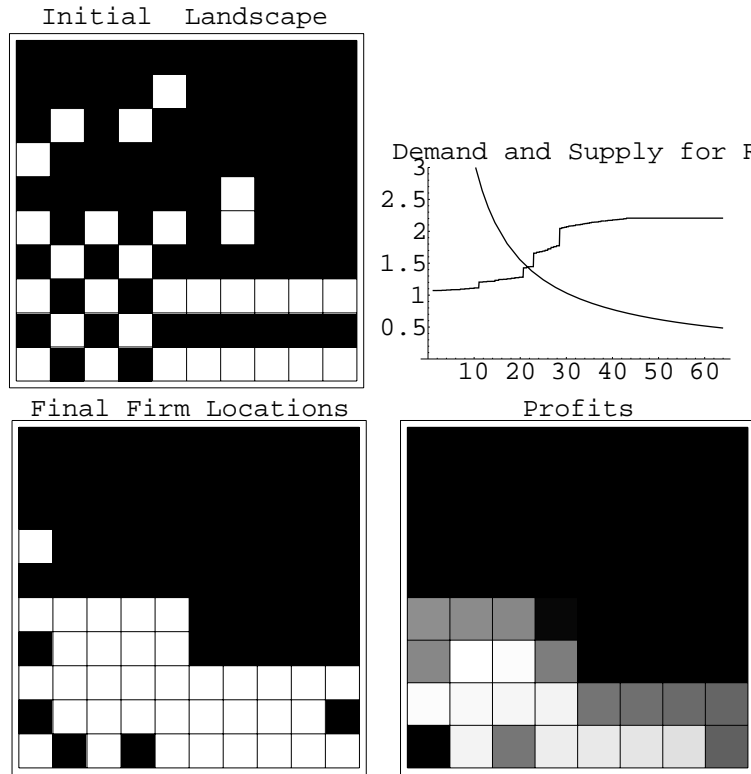 Initial Landscape
Demand and Supply for R
3
2.5
2
1.5
1
0.5
10 20 30 40 50 60
Final Firm Locations
Profits